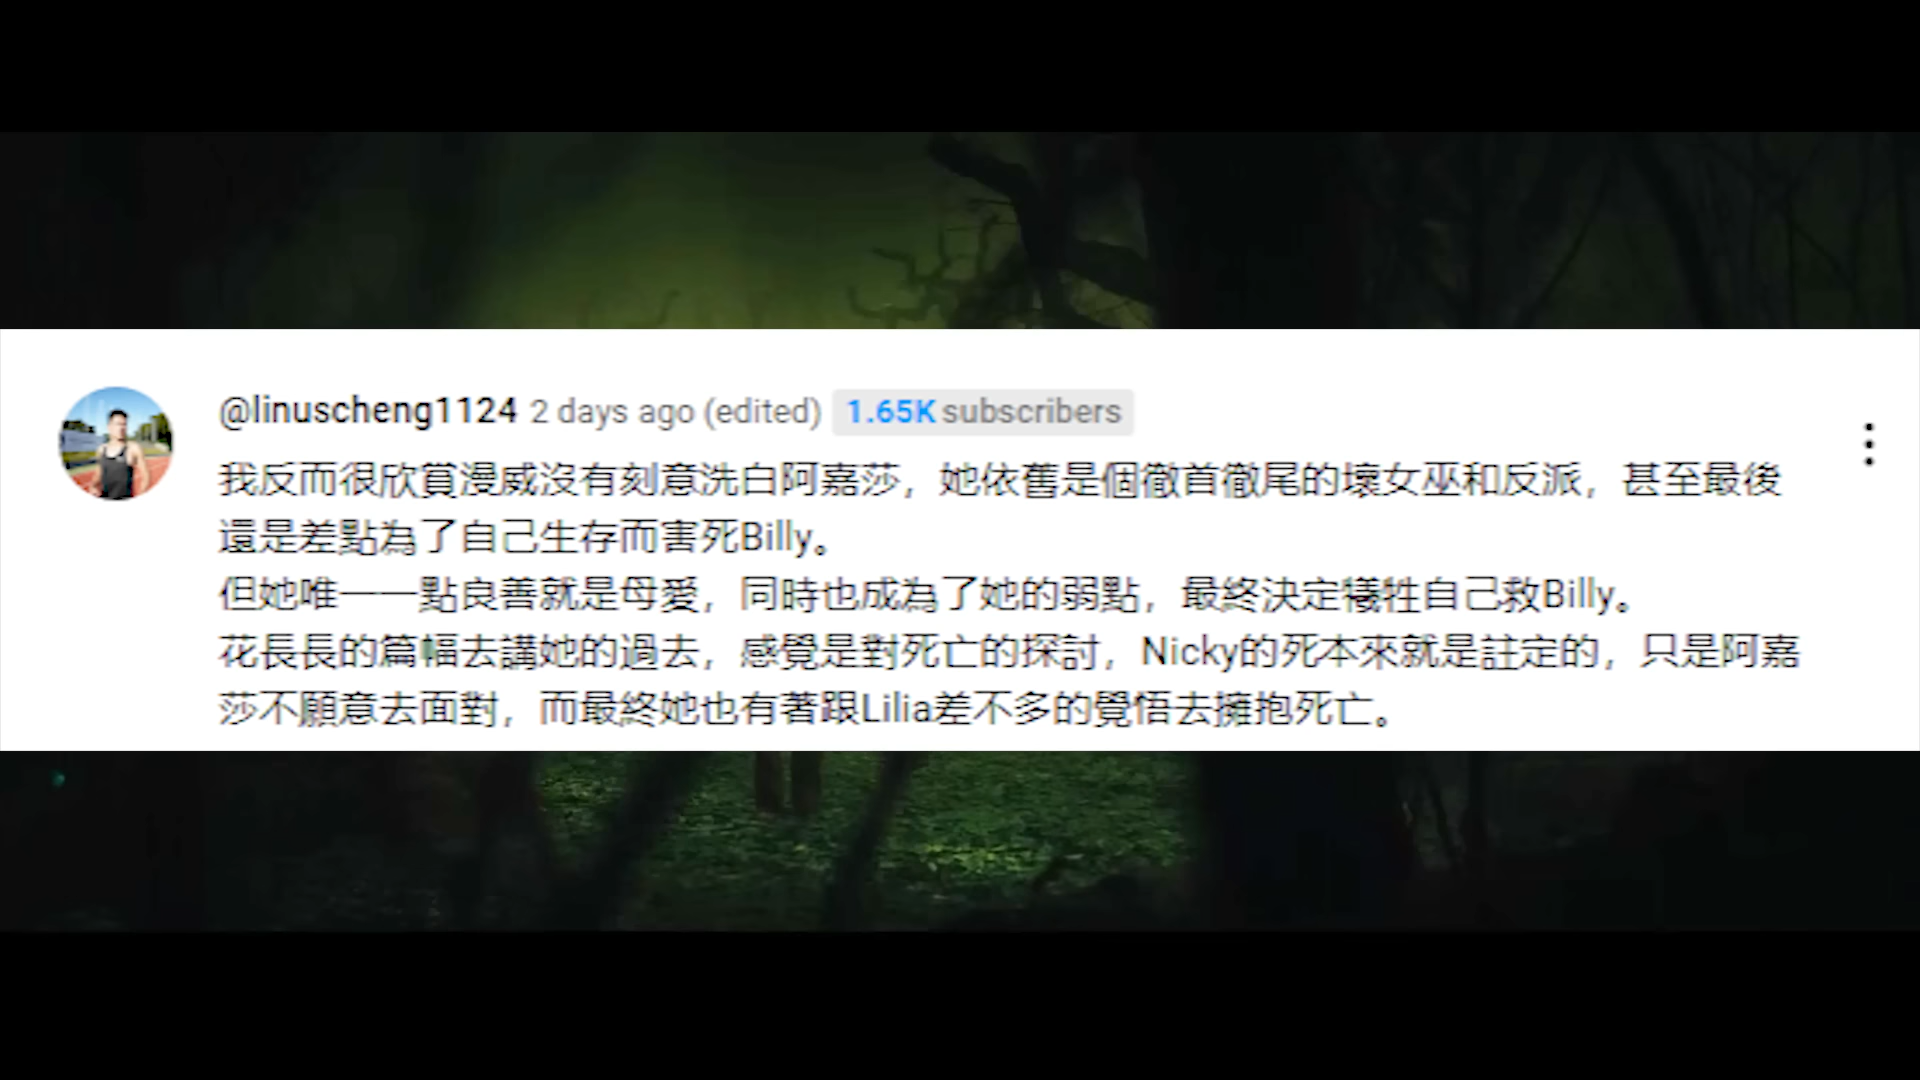 @linuscheng1124 2 days ago (edited) 1.65K subscribers
我反而很欣賞漫威沒有刻意洗白阿嘉莎，她依舊是個徹首徹尾的壞女巫和反派，甚至最後
還是差點為了自己生存而害死Billy。
但她唯一一點良善就是母愛，同時也成為了她的弱點，最終決定犧牲自己救Billy。
花長長的篇幅去講她的過去，感覺是對死亡的探討，Nicky的死本來就是註定的，只是阿嘉
莎不願意去面對，而最終她也有著跟Lilia差不多的覺悟去擁抱死亡。